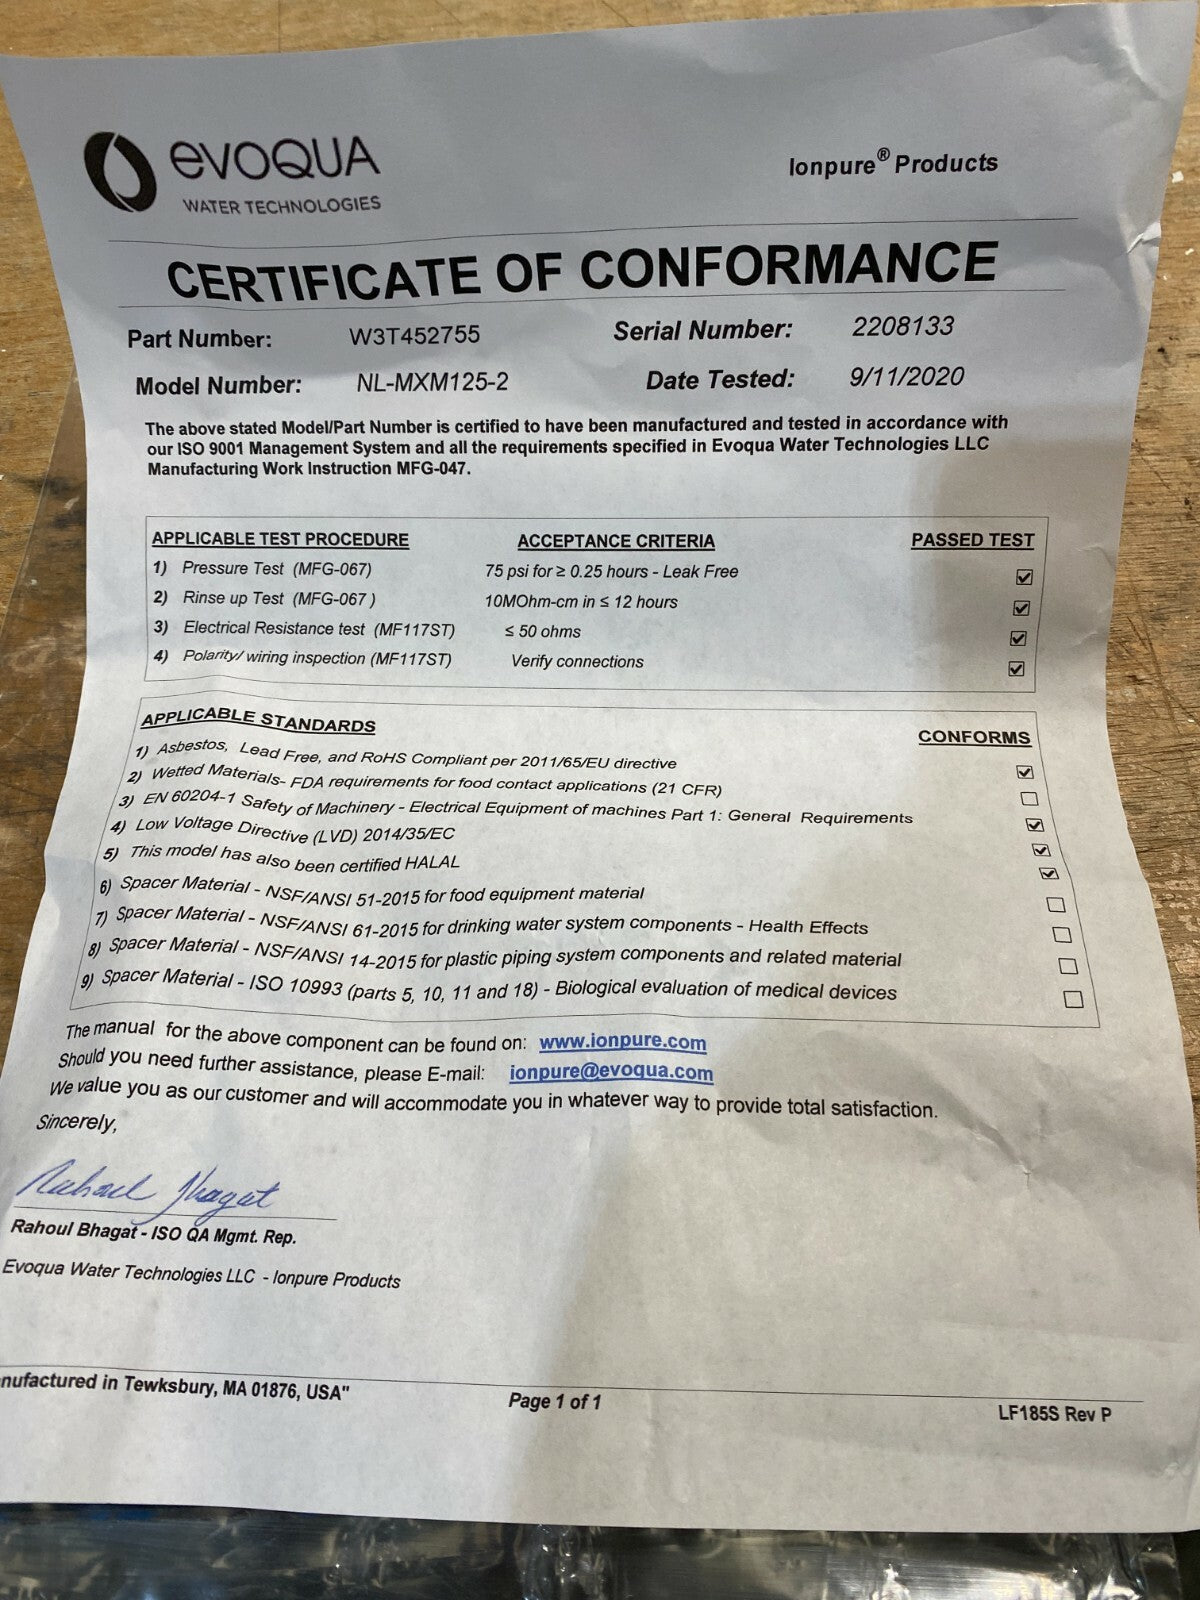 evoQUA
WATER TECHNOLOGIES
Ionpure® Products
CERTIFICATE OF CONFORMANCE
Part Number: W3T452755 Serial Number: 2208133
Model Number: NL-MXM125-2 Date Tested: 9/11/2020
The above stated Model/Part Number is certified to have been manufactured and tested in accordance with
our ISO 9001 Management System and all the requirements specified in Evoqua Water Technologies LLC
Manufacturing Work Instruction MFG-047.
APPLICABLE TEST PROCEDURE ACCEPTANCE CRITERIA PASSED TEST
1) Pressure Test (MFG-067) 75 psi for ≥ 0.25 hours - Leak Free ☑
2) Rinse up Test (MFG-067 ) 10MOhm-cm in ≤ 12 hours ☑
3) Electrical Resistance test (MF117ST) ≤ 50 ohms ☑
4) Polarity/ wiring inspection (MF117ST) Verify connections ☑
APPLICABLE STANDARDS CONFORMS
1) Asbestos, Lead Free, and RoHS Compliant per 2011/65/EU directive ☑
2) Wetted Materials- FDA requirements for food contact applications (21 CFR) ☐
3) EN 60204-1 Safety of Machinery - Electrical Equipment of machines Part 1: General Requirements ☑
4) Low Voltage Directive (LVD) 2014/35/EC ☑
5) This model has also been certified HALAL ☑
6) Spacer Material - NSF/ANSI 51-2015 for food equipment material ☐
7) Spacer Material - NSF/ANSI 61-2015 for drinking water system components - Health Effects ☐
8) Spacer Material - NSF/ANSI 14-2015 for plastic piping system components and related material ☐
9) Spacer Material - ISO 10993 (parts 5, 10, 11 and 18) - Biological evaluation of medical devices ☐
The manual for the above component can be found on: www.ionpure.com
Should you need further assistance, please E-mail: ionpure@evoqua.com
We value you as our customer and will accommodate you in whatever way to provide total satisfaction.
Sincerely,
Rahoul Bhagat
Rahoul Bhagat - ISO QA Mgmt. Rep.
Evoqua Water Technologies LLC - Ionpure Products
nufactured in Tewksbury, MA 01876, USA"
Page 1 of 1
LF185S Rev P